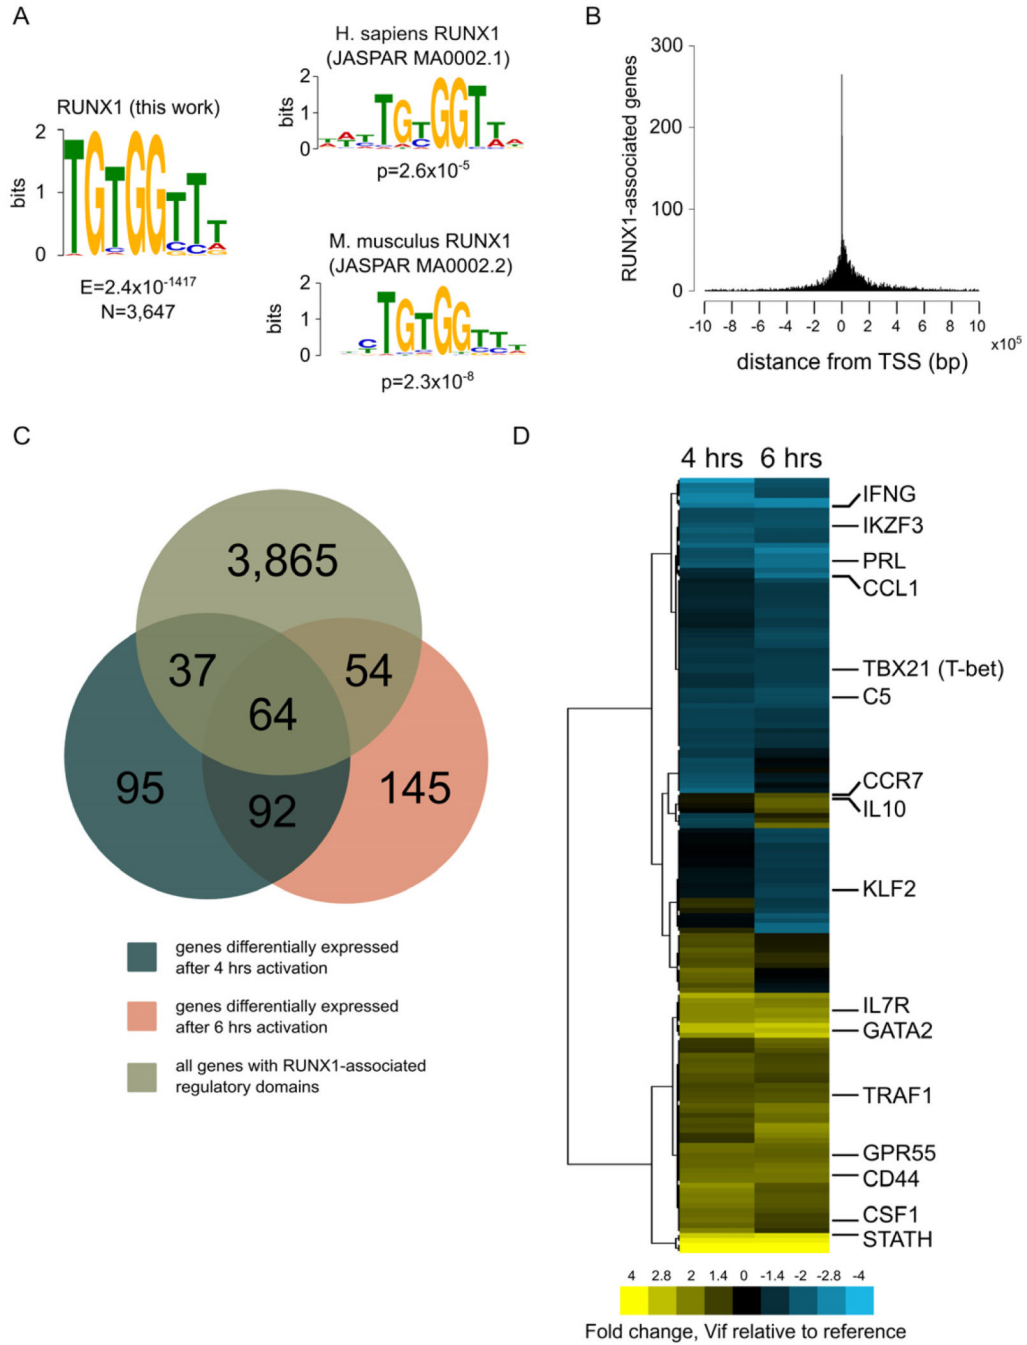 A
RUNX1 (this work)
bits
2
1
0
TGTGGTTT
E=2.4x10-1417
N=3,647
H. sapiens RUNX1
(JASPAR MA0002.1)
bits
2
1
0
p=2.6x10-5
M. musculus RUNX1
(JASPAR MA0002.2)
bits
2
1
0
p=2.3x10-8
B
RUNX1-associated genes
300
200
100
0
-10 -8 -6 -4 -2 0 2 4 6 8 10
x105
distance from TSS (bp)
C
3,865
37
54
64
95
92
145
genes differentially expressed
after 4 hrs activation
genes differentially expressed
after 6 hrs activation
all genes with RUNX1-associated
regulatory domains
D
4 hrs 6 hrs
IFNG
IKZF3
PRL
CCL1
TBX21 (T-bet)
C5
CCR7
IL10
KLF2
IL7R
GATA2
TRAF1
GPR55
CD44
CSF1
STATH
4 2.8 2 1.4 0 -1.4 -2 -2.8 -4
Fold change, Vif relative to reference